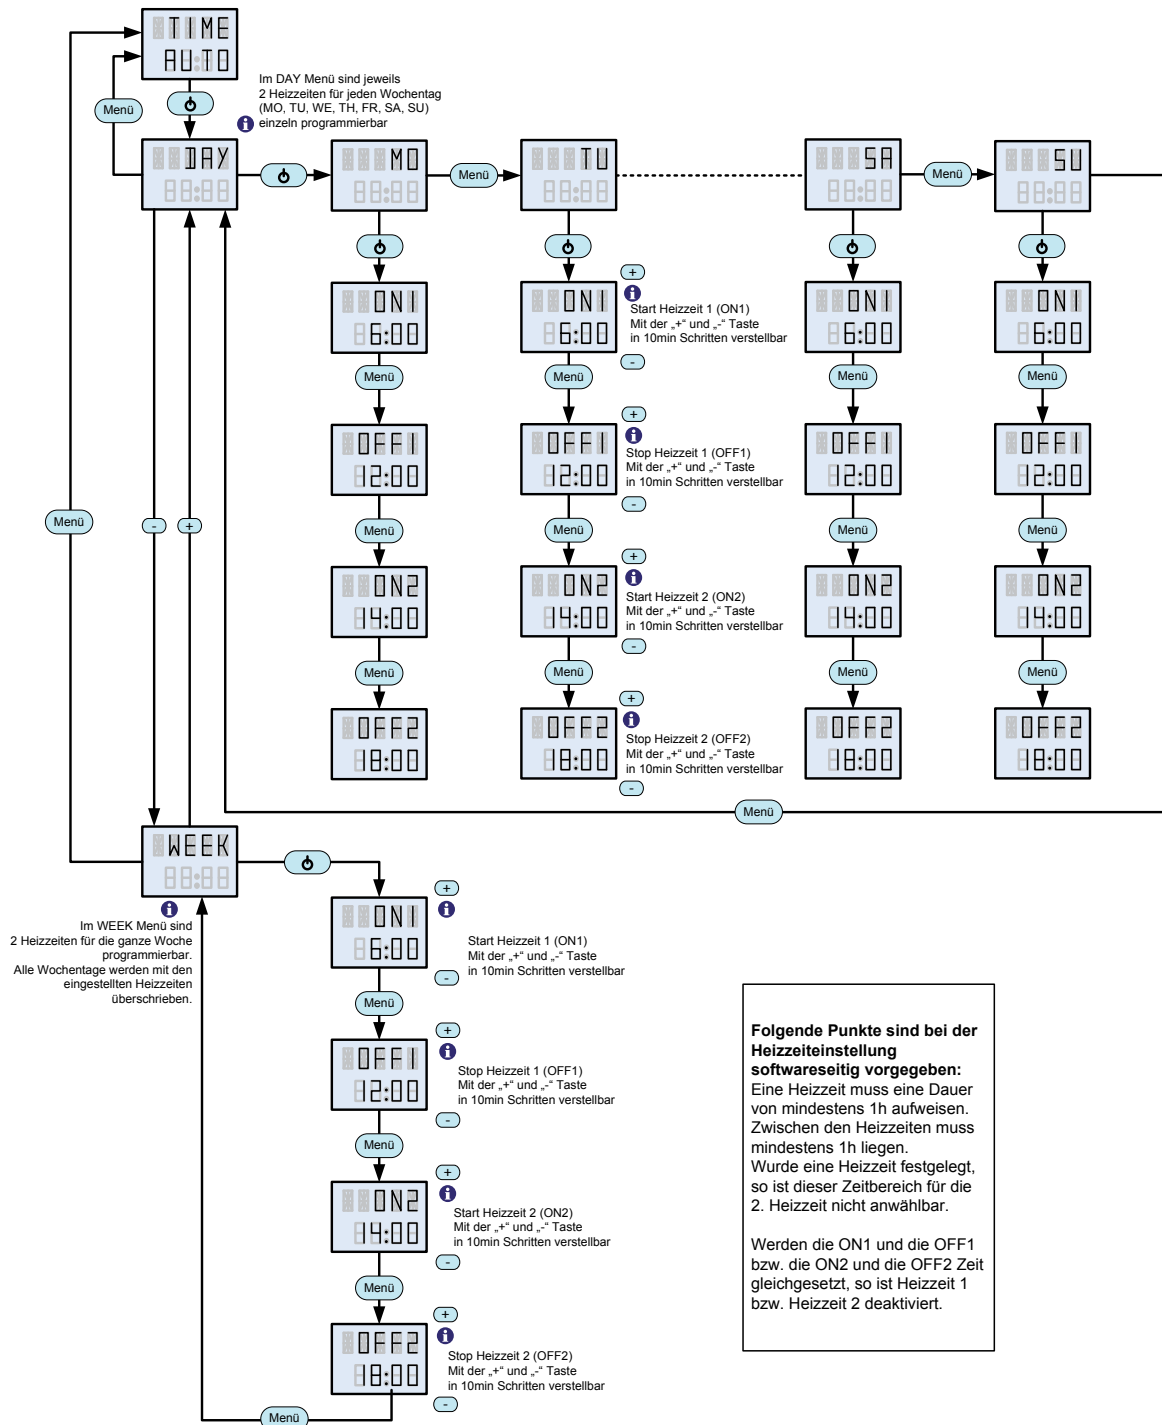 TIME
AUTO
Im DAY Menü sind jeweils
2 Heizzeiten für jeden Wochentag
(MO, TU, WE, TH, FR, SA, SU)
einzeln programmierbar
Menü
DAY
MO
Menü
TU
SA
Menü
SU
ON1
6:00
ON1
6:00
+
Start Heizzeit 1 (ON1)
Mit der „+“ und „-“ Taste
in 10min Schritten verstellbar
-
ON1
6:00
ON1
6:00
Menü
Menü
Menü
Menü
OFF1
12:00
OFF1
12:00
+
Stop Heizzeit 1 (OFF1)
Mit der „+“ und „-“ Taste
in 10min Schritten verstellbar
-
OFF1
12:00
OFF1
12:00
Menü
-
+
Menü
Menü
Menü
Menü
ON2
14:00
ON2
14:00
+
Start Heizzeit 2 (ON2)
Mit der „+“ und „-“ Taste
in 10min Schritten verstellbar
-
ON2
14:00
ON2
14:00
Menü
Menü
Menü
Menü
OFF2
18:00
OFF2
18:00
+
Stop Heizzeit 2 (OFF2)
Mit der „+“ und „-“ Taste
in 10min Schritten verstellbar
-
OFF2
18:00
OFF2
18:00
Menü
WEEK
Im WEEK Menü sind
2 Heizzeiten für die ganze Woche
programmierbar.
Alle Wochentage werden mit den
eingestellten Heizzeiten
überschrieben.
ON1
6:00
+
Start Heizzeit 1 (ON1)
Mit der „+“ und „-“ Taste
in 10min Schritten verstellbar
-
Menü
OFF1
12:00
+
Stop Heizzeit 1 (OFF1)
Mit der „+“ und „-“ Taste
in 10min Schritten verstellbar
-
Menü
ON2
14:00
+
Start Heizzeit 2 (ON2)
Mit der „+“ und „-“ Taste
in 10min Schritten verstellbar
-
Menü
OFF2
18:00
+
Stop Heizzeit 2 (OFF2)
Mit der „+“ und „-“ Taste
in 10min Schritten verstellbar
-
Menü
Folgende Punkte sind bei der
Heizzeiteinstellung
softwareseitig vorgegeben:
Eine Heizzeit muss eine Dauer
von mindestens 1h aufweisen.
Zwischen den Heizzeiten muss
mindestens 1h liegen.
Wurde eine Heizzeit festgelegt,
so ist dieser Zeitbereich für die
2. Heizzeit nicht anwählbar.
Werden die ON1 und die OFF1
bzw. die ON2 und die OFF2 Zeit
gleichgesetzt, so ist Heizzeit 1
bzw. Heizzeit 2 deaktiviert.